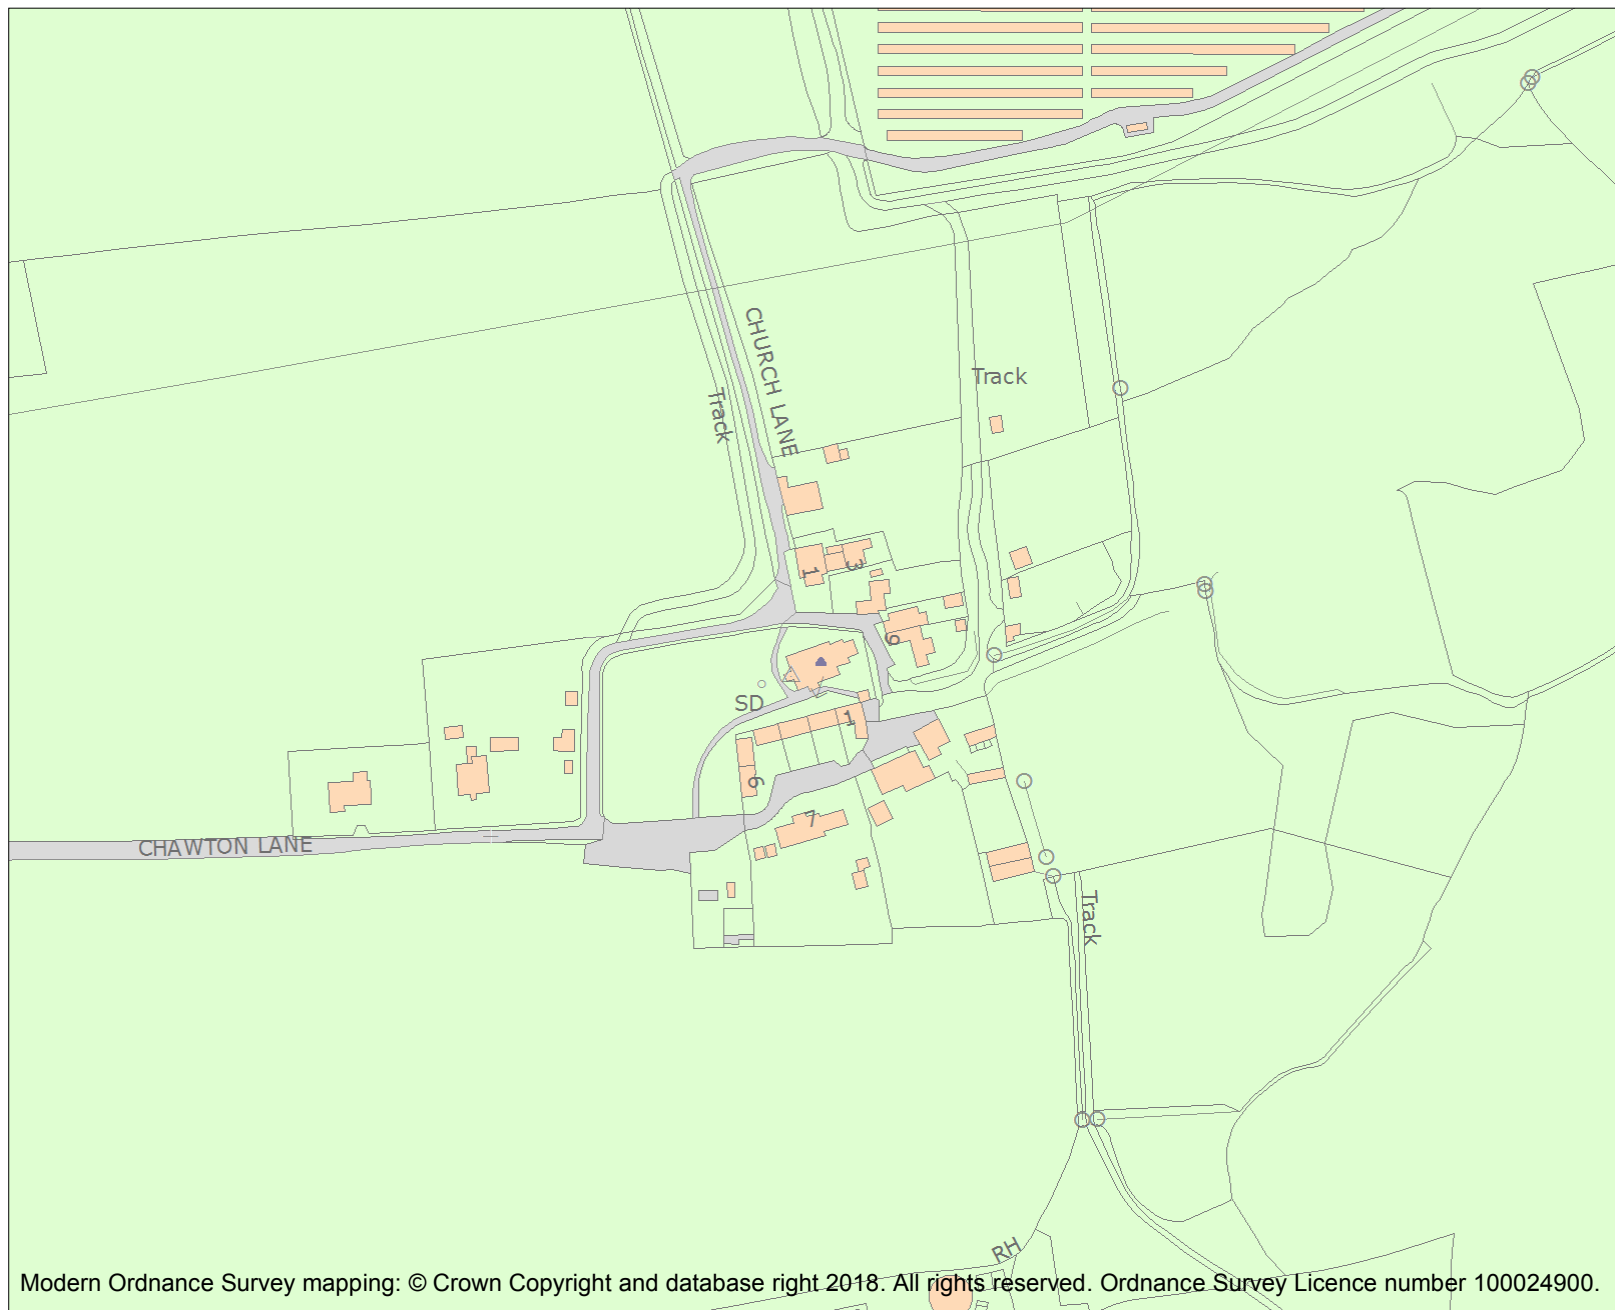 CHURCH LANE
Track
Track
1
3
9
SD
1
6
7
CHAWTON LANE
Track
RH
Modern Ordnance Survey mapping: © Crown Copyright and database right 2018. All rights reserved. Ordnance Survey Licence number 100024900.